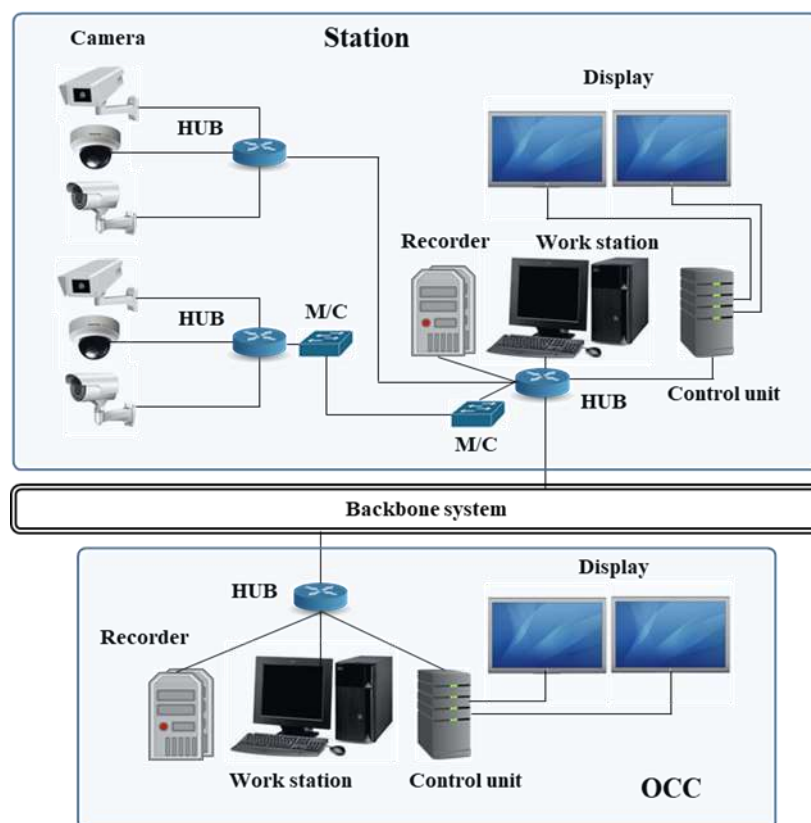 Camera
Station
Display
HUB
Recorder
Work station
HUB
M/C
Control unit
HUB
M/C
Backbone system
HUB
Display
Recorder
Work station
Control unit
OCC